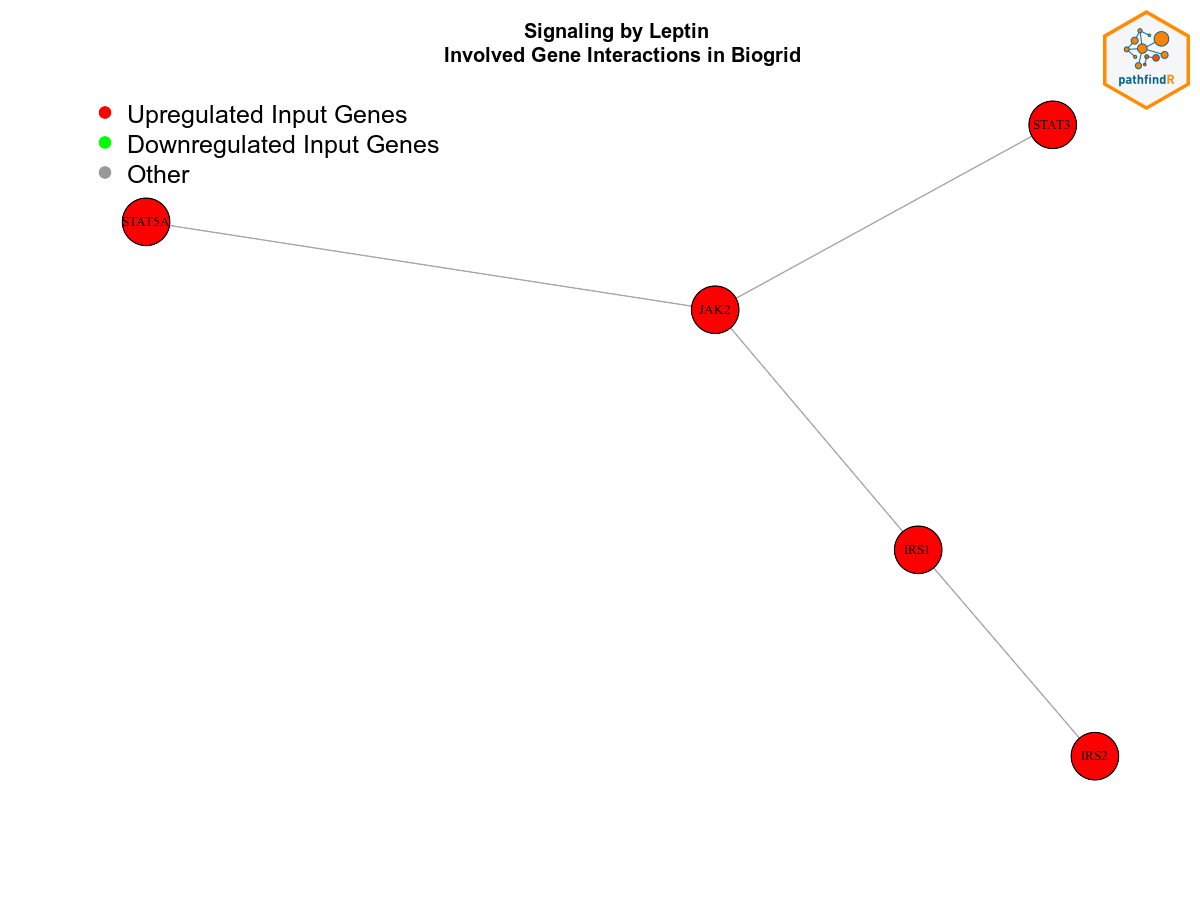 Signaling by Leptin
Involved Gene Interactions in Biogrid
pathfindR
Upregulated Input Genes
Downregulated Input Genes
Other
STAT3
STAT5A
JAK2
IRS1
IRS2